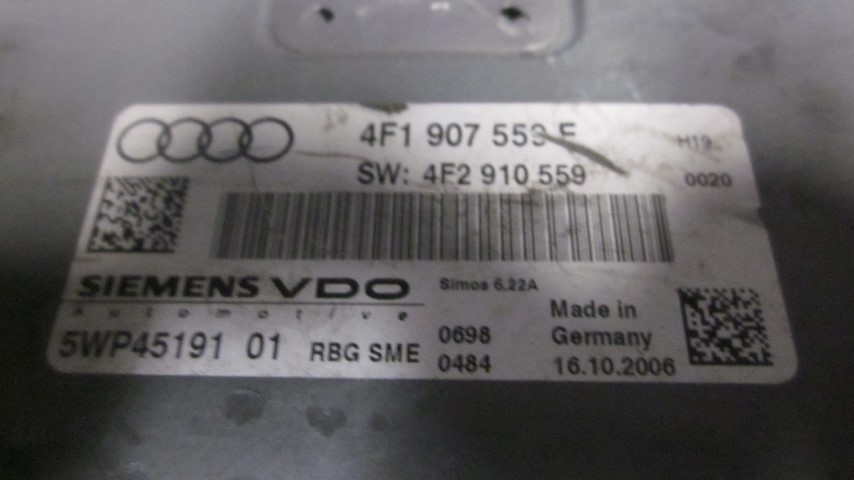 4F1 907 559 E
H19
SW: 4F2 910 559
0020
SIEMENS VDO
Automotive
Simos 6.22A
5WP45191 01
RBG SME
0698
0484
Made in
Germany
16.10.2006